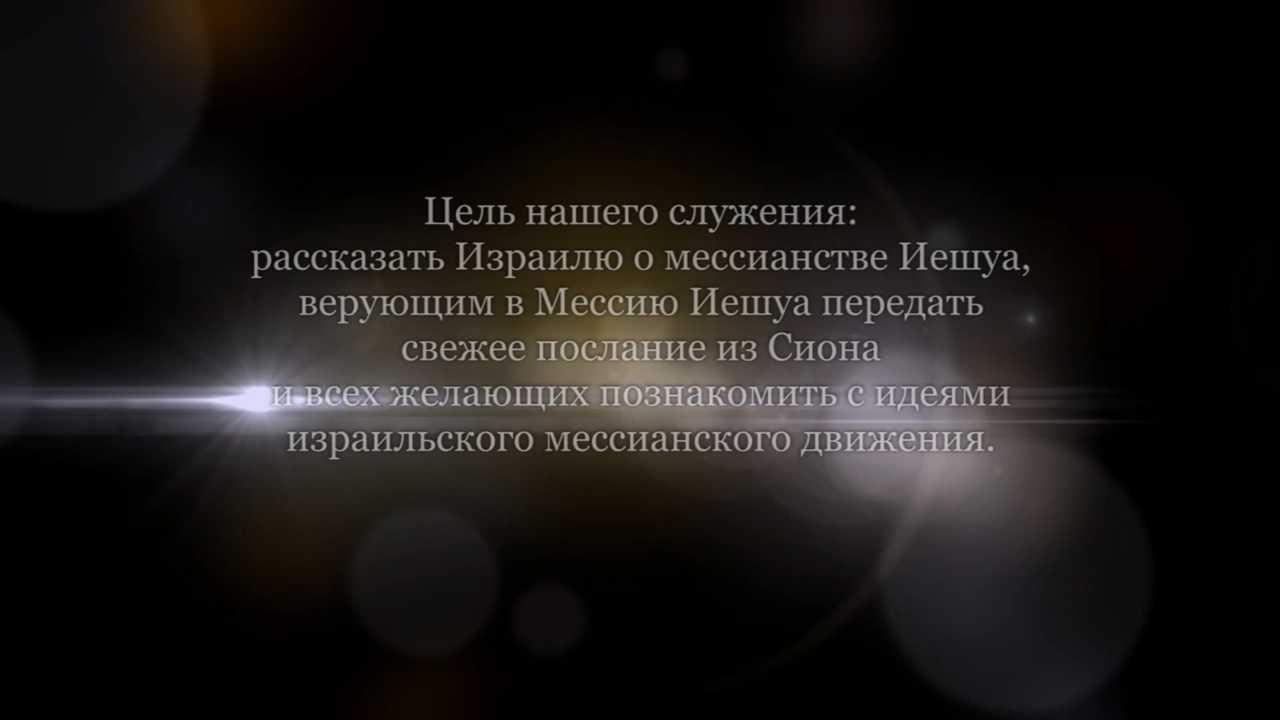 Цель нашего служения:
рассказать Израилю о мессианстве Иешуа,
верующим в Мессию Иешуа передать
свежее послание из Сиона
и всех желающих познакомить с идеями
израильского мессианского движения.